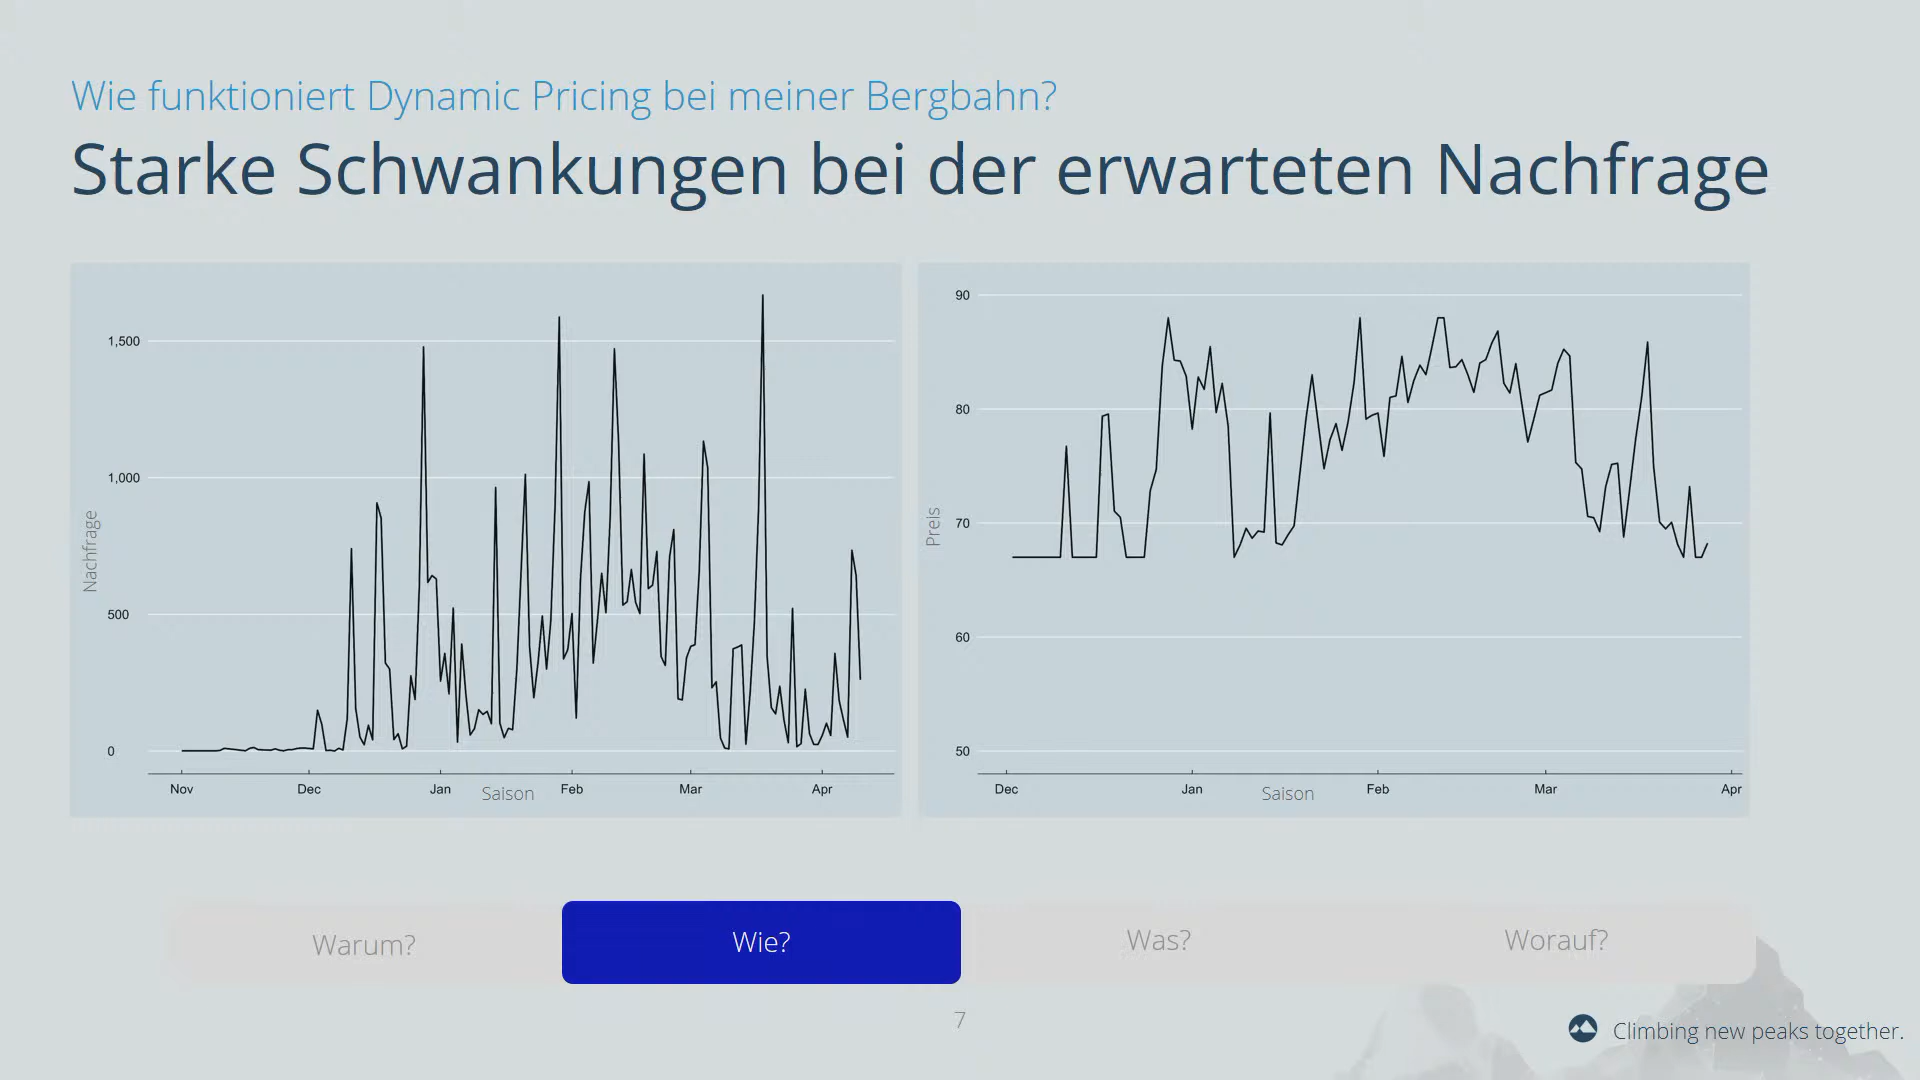 Wie funktioniert Dynamic Pricing bei meiner Bergbahn?
Starke Schwankungen bei der erwarteten Nachfrage
1,500
1,000
500
0
Nachfrage
Nov Dec Jan Feb Mar Apr
Saison
90
80
70
60
50
Preis
Dec Jan Feb Mar Apr
Saison
Warum? Wie? Was? Worauf?
7
Climbing new peaks together.